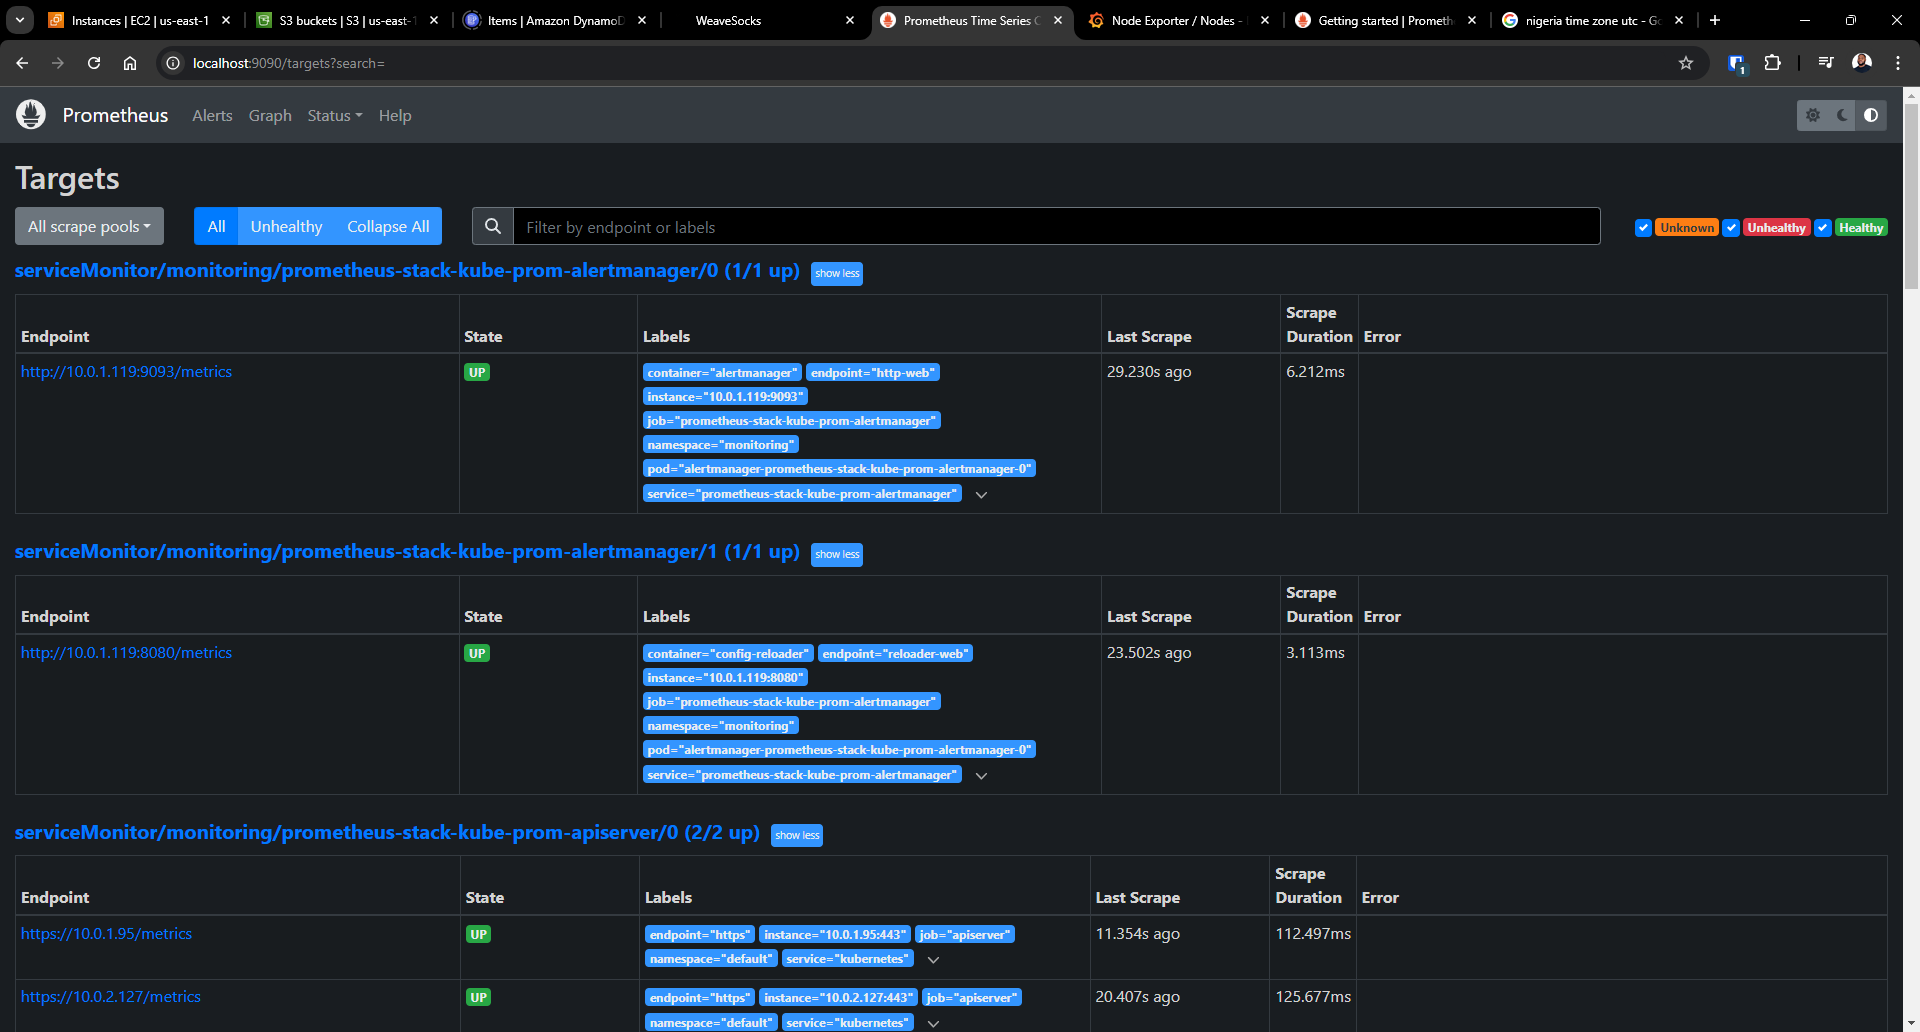 Instances | EC2 | us-east-1
S3 buckets | S3 | us-east-1
Items | Amazon DynamoD
WeaveSocks
Prometheus Time Series C
Node Exporter / Nodes -
Getting started | Prometh
nigeria time zone utc - Go
localhost:9090/targets?search=
1
Prometheus
Alerts
Graph
Status
Help
Targets
All scrape pools
All
Unhealthy
Collapse All
Filter by endpoint or labels
Unknown
Unhealthy
Healthy
serviceMonitor/monitoring/prometheus-stack-kube-prom-alertmanager/0 (1/1 up)
show less
Endpoint
State
Labels
Last Scrape
Scrape
Duration
Error
http://10.0.1.119:9093/metrics
UP
container="alertmanager" endpoint="http-web"
instance="10.0.1.119:9093"
job="prometheus-stack-kube-prom-alertmanager"
namespace="monitoring"
pod="alertmanager-prometheus-stack-kube-prom-alertmanager-0"
service="prometheus-stack-kube-prom-alertmanager"
29.230s ago
6.212ms
serviceMonitor/monitoring/prometheus-stack-kube-prom-alertmanager/1 (1/1 up)
show less
Endpoint
State
Labels
Last Scrape
Scrape
Duration
Error
http://10.0.1.119:8080/metrics
UP
container="config-reloader" endpoint="reloader-web"
instance="10.0.1.119:8080"
job="prometheus-stack-kube-prom-alertmanager"
namespace="monitoring"
pod="alertmanager-prometheus-stack-kube-prom-alertmanager-0"
service="prometheus-stack-kube-prom-alertmanager"
23.502s ago
3.113ms
serviceMonitor/monitoring/prometheus-stack-kube-prom-apiserver/0 (2/2 up)
show less
Endpoint
State
Labels
Last Scrape
Scrape
Duration
Error
https://10.0.1.95/metrics
UP
endpoint="https" instance="10.0.1.95:443" job="apiserver"
namespace="default" service="kubernetes"
11.354s ago
112.497ms
https://10.0.2.127/metrics
UP
endpoint="https" instance="10.0.2.127:443" job="apiserver"
namespace="default" service="kubernetes"
20.407s ago
125.677ms